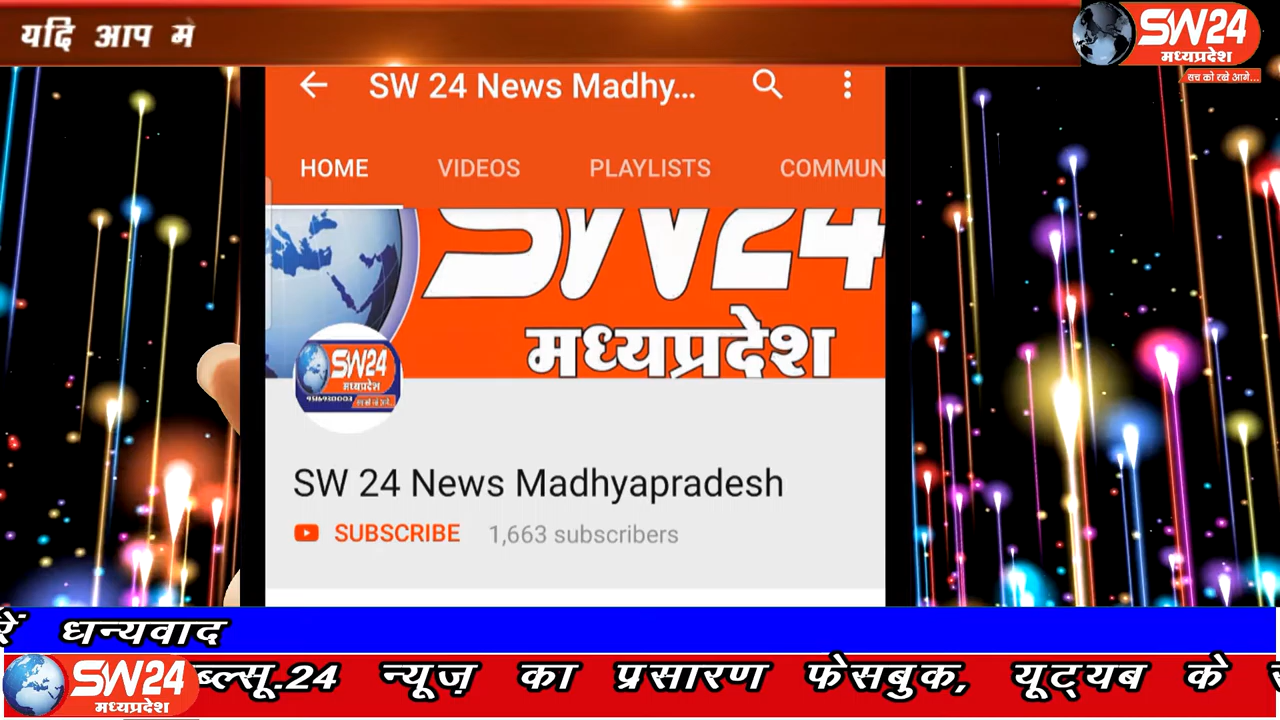 यदि आप मे
SW24
मध्यप्रदेश
सच को रखे आगे...
SW 24 News Madhy...
HOME VIDEOS PLAYLISTS COMMUN
SW24
मध्यप्रदेश
SW24
मध्यप्रदेश
SW 24 News Madhyapradesh
SUBSCRIBE 1,663 subscribers
रें धन्यवाद
SW24
मध्यप्रदेश
ब्ल्सू.24 न्यूज़ का प्रसारण फेसबुक, यूट्यब के